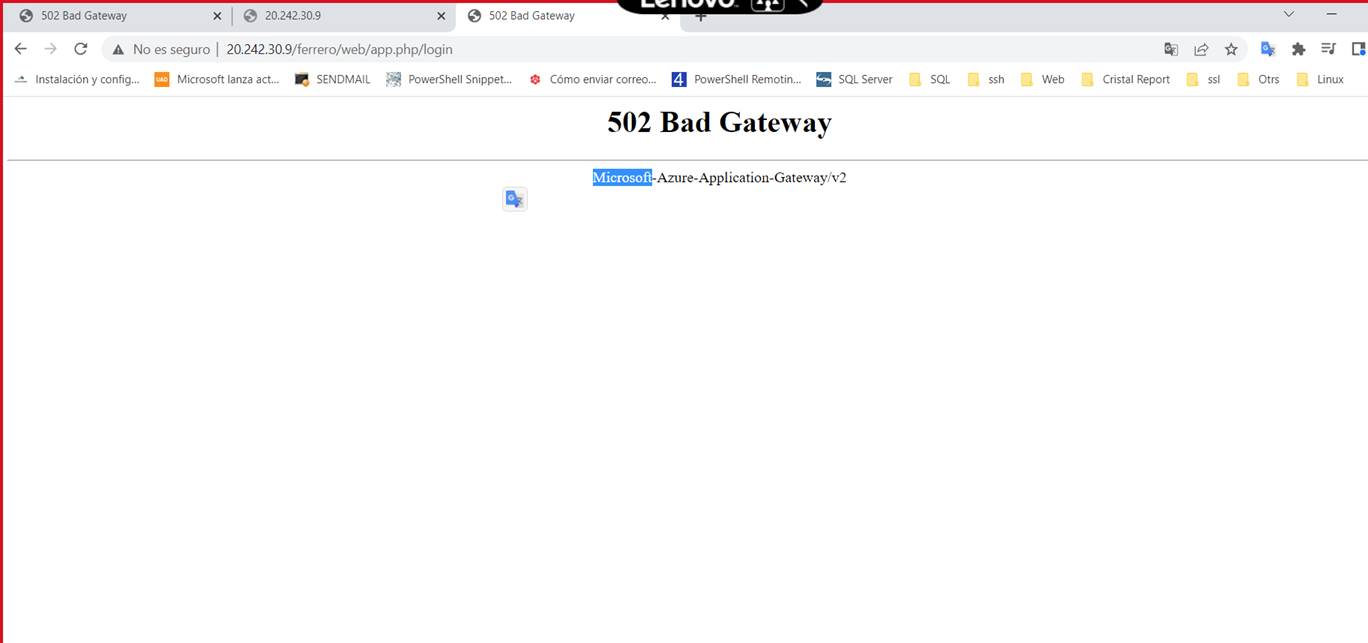 Lenovo
502 Bad Gateway
20.242.30.9
502 Bad Gateway
No es seguro | 20.242.30.9/ferrero/web/app.php/login
Instalación y config... UAD Microsoft lanza act... SENDMAIL PowerShell Snippet... Cómo enviar correo... 4 PowerShell Remotin... SQL Server SQL ssh Web Cristal Report ssl Otrs Linux
502 Bad Gateway
Microsoft-Azure-Application-Gateway/v2